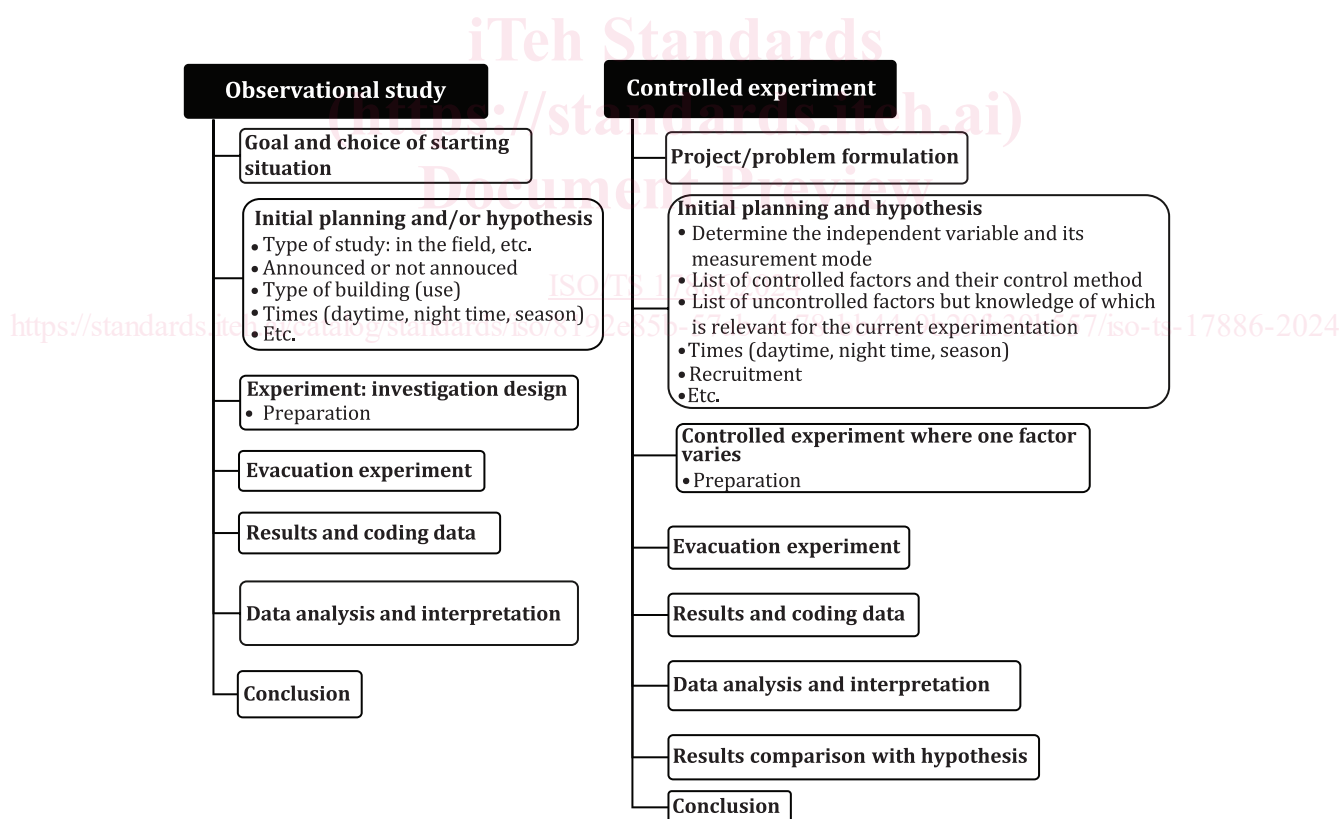 iTeh Standards
(https://standards.iteh.ai)
Document Preview
ISO/TS 17886:2024
Observational study
Goal and choice of starting
situation
Initial planning and/or hypothesis
• Type of study: in the field, etc.
• Announced or not annouced
• Type of building (use)
• Times (daytime, night time, season)
• Etc.
Experiment: investigation design
• Preparation
Evacuation experiment
Results and coding data
Data analysis and interpretation
Conclusion
Controlled experiment
Project/problem formulation
Initial planning and hypothesis
• Determine the independent variable and its
measurement mode
• List of controlled factors and their control method
• List of uncontrolled factors but knowledge of which
is relevant for the current experimentation
• Times (daytime, night time, season)
• Recruitment
• Etc.
Controlled experiment where one factor
varies
• Preparation
Evacuation experiment
Results and coding data
Data analysis and interpretation
Results comparison with hypothesis
Conclusion